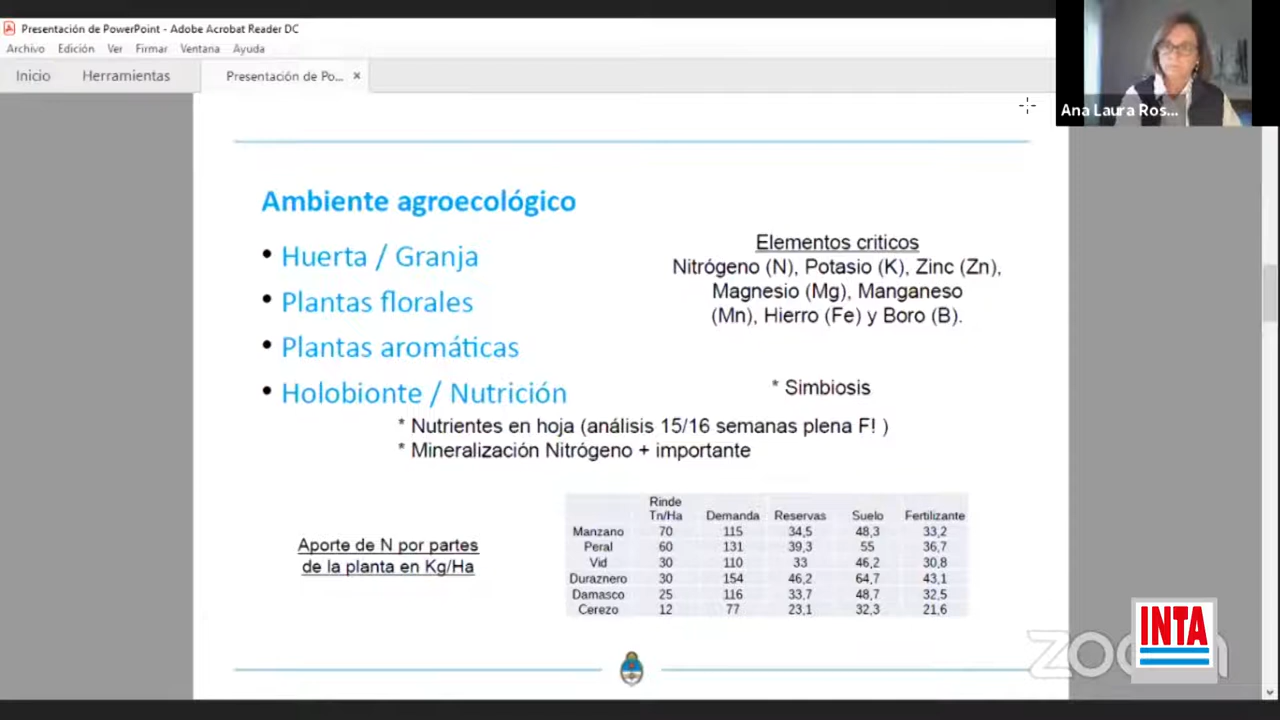 Presentación de PowerPoint - Adobe Acrobat Reader DC
Archivo Edición Ver Firmar Ventana Ayuda
Inicio Herramientas Presentación de Po... ×
Ana Laura Ros...
Ambiente agroecológico
• Huerta / Granja
• Plantas florales
• Plantas aromáticas
• Holobionte / Nutrición
Elementos criticos
Nitrógeno (N), Potasio (K), Zinc (Zn),
Magnesio (Mg), Manganeso
(Mn), Hierro (Fe) y Boro (B).
* Simbiosis
* Nutrientes en hoja (análisis 15/16 semanas plena F! )
* Mineralización Nitrógeno + importante
Aporte de N por partes
de la planta en Kg/Ha
Rinde
Tn/Ha Demanda Reservas Suelo Fertilizante
Manzano 70 115 34,5 48,3 33,2
Peral 60 131 39,3 55 36,7
Vid 30 110 33 46,2 30,8
Duraznero 30 154 46,2 64,7 43,1
Damasco 25 116 33,7 48,7 32,5
Cerezo 12 77 23,1 32,3 21,6
zoom
INTA